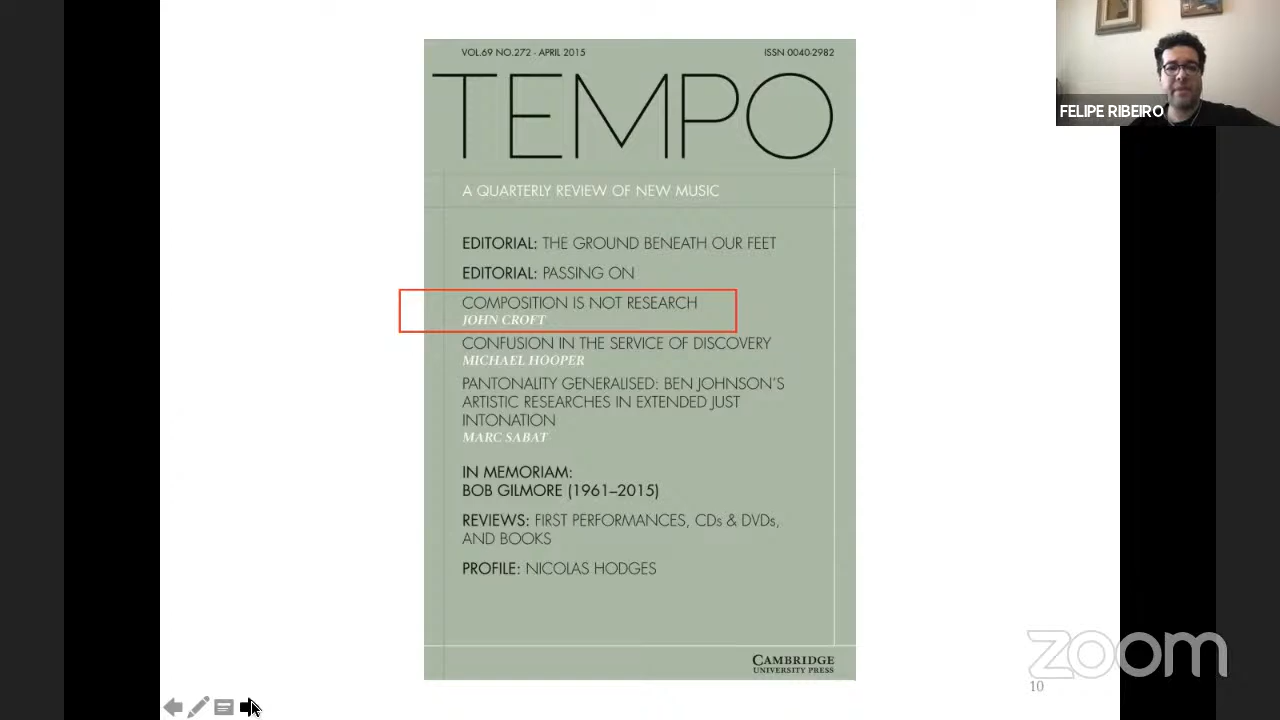 VOL.69 NO.272 · APRIL 2015
ISSN 0040-2982
TEMPO
A QUARTERLY REVIEW OF NEW MUSIC
EDITORIAL: THE GROUND BENEATH OUR FEET
EDITORIAL: PASSING ON
COMPOSITION IS NOT RESEARCH
JOHN CROFT
CONFUSION IN THE SERVICE OF DISCOVERY
MICHAEL HOOPER
PANTONALITY GENERALISED: BEN JOHNSON'S
ARTISTIC RESEARCHES IN EXTENDED JUST
INTONATION
MARC SABAT
IN MEMORIAM:
BOB GILMORE (1961–2015)
REVIEWS: FIRST PERFORMANCES, CDs & DVDs,
AND BOOKS
PROFILE: NICOLAS HODGES
CAMBRIDGE
UNIVERSITY PRESS
FELIPE RIBEIRO
zoom
10